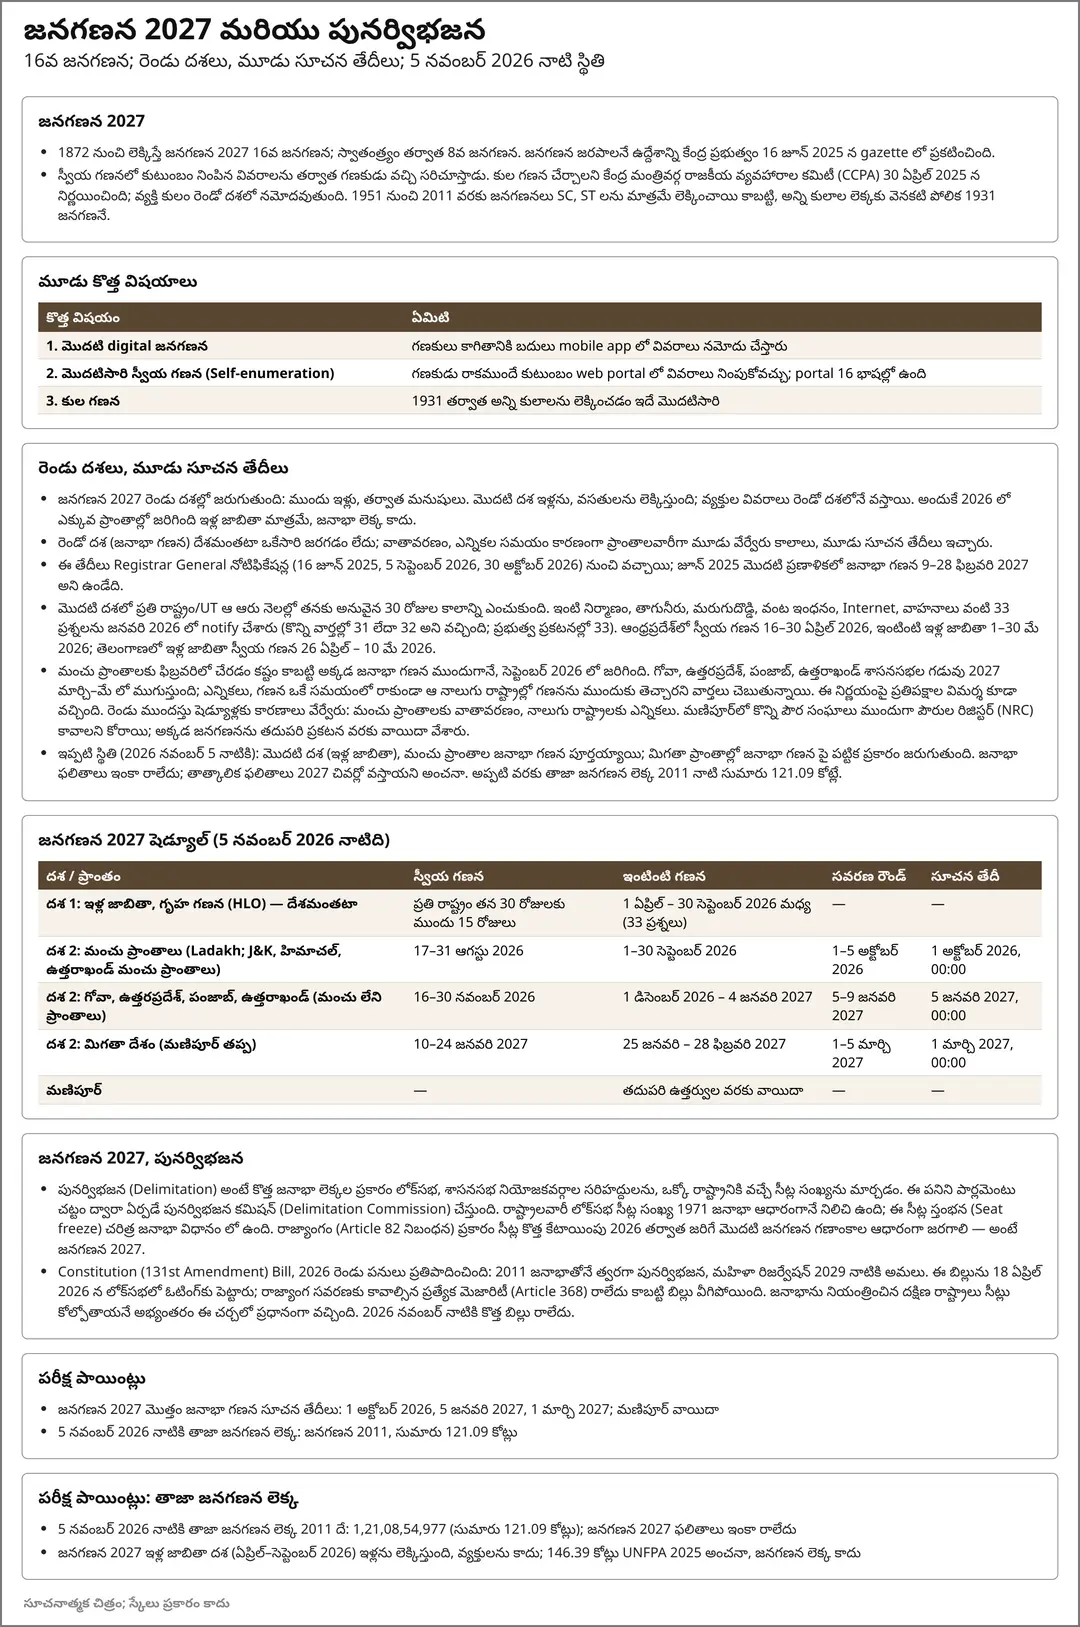 జనగణన 2027 మరియు పునర్విభజన
16వ జనగణన; రెండు దశలు, మూడు సూచన తేదీలు; 5 నవంబర్ 2026 నాటి స్థితి
జనగణన 2027
• 1872 నుంచి లెక్కిస్తే జనగణన 2027 16వ జనగణన; స్వాతంత్ర్యం తర్వాత 8వ జనగణన. జనగణన జరపాలనే ఉద్దేశాన్ని కేంద్ర ప్రభుత్వం 16 జూన్ 2025 న gazette లో ప్రకటించింది.
• స్వీయ గణనలో కుటుంబం నింపిన వివరాలను తర్వాత గణకుడు వచ్చి సరిచూస్తాడు. కుల గణన చేర్చాలని కేంద్ర మంత్రివర్గ రాజకీయ వ్యవహారాల కమిటీ (CCPA) 30 ఏప్రిల్ 2025 న
నిర్ణయించింది; వ్యక్తి కులం రెండో దశలో నమోదవుతుంది. 1951 నుంచి 2011 వరకు జనగణనలు SC, ST లను మాత్రమే లెక్కించాయి కాబట్టి, అన్ని కులాల లెక్కకు వెనకటి పోలిక 1931
జనగణనే.
మూడు కొత్త విషయాలు
కొత్త విషయం ఏమిటి
1. మొదటి digital జనగణన గణకులు కాగితానికి బదులు mobile app లో వివరాలు నమోదు చేస్తారు
2. మొదటిసారి స్వీయ గణన (Self-enumeration) గణకుడు రాకముందే కుటుంబం web portal లో వివరాలు నింపుకోవచ్చు; portal 16 భాషల్లో ఉంది
3. కుల గణన 1931 తర్వాత అన్ని కులాలను లెక్కించడం ఇదే మొదటిసారి
రెండు దశలు, మూడు సూచన తేదీలు
• జనగణన 2027 రెండు దశల్లో జరుగుతుంది: ముందు ఇళ్లు, తర్వాత మనుషులు. మొదటి దశ ఇళ్లను, వసతులను లెక్కిస్తుంది; వ్యక్తుల వివరాలు రెండో దశలోనే వస్తాయి. అందుకే 2026 లో
ఎక్కువ ప్రాంతాల్లో జరిగింది ఇళ్ల జాబితా మాత్రమే, జనాభా లెక్క కాదు.
• రెండో దశ (జనాభా గణన) దేశమంతటా ఒకేసారి జరగడం లేదు; వాతావరణం, ఎన్నికల సమయం కారణంగా ప్రాంతాలవారీగా మూడు వేర్వేరు కాలాలు, మూడు సూచన తేదీలు ఇచ్చారు.
• ఈ తేదీలు Registrar General నోటిఫికేషన్ల (16 జూన్ 2025, 5 సెప్టెంబర్ 2026, 30 అక్టోబర్ 2026) నుంచి వచ్చాయి; జూన్ 2025 మొదటి ప్రణాళికలో జనాభా గణన 9–28 ఫిబ్రవరి 2027
అని ఉండేది.
• మొదటి దశలో ప్రతి రాష్ట్రం/UT ఆ ఆరు నెలల్లో తనకు అనువైన 30 రోజుల కాలాన్ని ఎంచుకుంది. ఇంటి నిర్మాణం, తాగునీరు, మరుగుదొడ్డి, వంట ఇంధనం, Internet, వాహనాలు వంటి 33
ప్రశ్నలను జనవరి 2026 లో notify చేశారు (కొన్ని వార్తల్లో 31 లేదా 32 అని వచ్చింది; ప్రభుత్వ ప్రకటనల్లో 33). ఆంధ్రప్రదేశ్‌లో స్వీయ గణన 16–30 ఏప్రిల్ 2026, ఇంటింటి ఇళ్ల జాబితా 1–30 మే
2026; తెలంగాణలో ఇళ్ల జాబితా స్వీయ గణన 26 ఏప్రిల్ – 10 మే 2026.
• మంచు ప్రాంతాలకు ఫిబ్రవరిలో చేరడం కష్టం కాబట్టి అక్కడ జనాభా గణన ముందుగానే, సెప్టెంబర్ 2026 లో జరిగింది. గోవా, ఉత్తరప్రదేశ్, పంజాబ్, ఉత్తరాఖండ్ శాసనసభల గడువు 2027
మార్చి–మే లో ముగుస్తుంది; ఎన్నికలు, గణన ఒకే సమయంలో రాకుండా ఆ నాలుగు రాష్ట్రాల్లో గణనను ముందుకు తెచ్చారని వార్తలు చెబుతున్నాయి. ఈ నిర్ణయంపై ప్రతిపక్షాల విమర్శ కూడా
వచ్చింది. రెండు ముందస్తు షెడ్యూళ్లకు కారణాలు వేర్వేరు: మంచు ప్రాంతాలకు వాతావరణం, నాలుగు రాష్ట్రాలకు ఎన్నికలు. మణిపూర్‌లో కొన్ని పౌర సంఘాలు ముందుగా పౌరుల రిజిస్టర్ (NRC)
కావాలని కోరాయి; అక్కడ జనగణనను తదుపరి ప్రకటన వరకు వాయిదా వేశారు.
• ఇప్పటి స్థితి (2026 నవంబర్ 5 నాటికి): మొదటి దశ (ఇళ్ల జాబితా), మంచు ప్రాంతాల జనాభా గణన పూర్తయ్యాయి; మిగతా ప్రాంతాల్లో జనాభా గణన పై పట్టిక ప్రకారం జరుగుతుంది. జనాభా
ఫలితాలు ఇంకా రాలేదు; తాత్కాలిక ఫలితాలు 2027 చివర్లో వస్తాయని అంచనా. అప్పటి వరకు తాజా జనగణన లెక్క 2011 నాటి సుమారు 121.09 కోట్లే.
జనగణన 2027 షెడ్యూల్ (5 నవంబర్ 2026 నాటిది)
దశ / ప్రాంతం స్వీయ గణన ఇంటింటి గణన సవరణ రౌండ్ సూచన తేదీ
దశ 1: ఇళ్ల జాబితా, గృహ గణన (HLO) — దేశమంతటా ప్రతి రాష్ట్రం తన 30 రోజులకు 1 ఏప్రిల్ – 30 సెప్టెంబర్ 2026 మధ్య — —
ముందు 15 రోజులు (33 ప్రశ్నలు)
దశ 2: మంచు ప్రాంతాలు (Ladakh; J&K, హిమాచల్, 17–31 ఆగస్టు 2026 1–30 సెప్టెంబర్ 2026 1–5 అక్టోబర్ 1 అక్టోబర్ 2026,
ఉత్తరాఖండ్ మంచు ప్రాంతాలు) 2026 00:00
దశ 2: గోవా, ఉత్తరప్రదేశ్, పంజాబ్, ఉత్తరాఖండ్ (మంచు లేని 16–30 నవంబర్ 2026 1 డిసెంబర్ 2026 – 4 జనవరి 2027 5–9 జనవరి 5 జనవరి 2027,
ప్రాంతాలు) 2027 00:00
దశ 2: మిగతా దేశం (మణిపూర్ తప్ప) 10–24 జనవరి 2027 25 జనవరి – 28 ఫిబ్రవరి 2027 1–5 మార్చి 1 మార్చి 2027,
2027 00:00
మణిపూర్ — తదుపరి ఉత్తర్వుల వరకు వాయిదా — —
జనగణన 2027, పునర్విభజన
• పునర్విభజన (Delimitation) అంటే కొత్త జనాభా లెక్కల ప్రకారం లోక్‌సభ, శాసనసభ నియోజకవర్గాల సరిహద్దులను, ఒక్కో రాష్ట్రానికి వచ్చే సీట్ల సంఖ్యను మార్చడం. ఈ పనిని పార్లమెంటు
చట్టం ద్వారా ఏర్పడే పునర్విభజన కమిషన్ (Delimitation Commission) చేస్తుంది. రాష్ట్రాలవారీ లోక్‌సభ సీట్ల సంఖ్య 1971 జనాభా ఆధారంగానే నిలిచి ఉంది; ఈ సీట్ల స్తంభన (Seat
freeze) చరిత్ర జనాభా విధానం లో ఉంది. రాజ్యాంగం (Article 82 నిబంధన) ప్రకారం సీట్ల కొత్త కేటాయింపు 2026 తర్వాత జరిగే మొదటి జనగణన గణాంకాల ఆధారంగా జరగాలి — అంటే
జనగణన 2027.
• Constitution (131st Amendment) Bill, 2026 రెండు పనులు ప్రతిపాదించింది: 2011 జనాభాతోనే త్వరగా పునర్విభజన, మహిళా రిజర్వేషన్ 2029 నాటికి అమలు. ఈ బిల్లును 18 ఏప్రిల్
2026 న లోక్‌సభలో ఓటింగ్‌కు పెట్టారు; రాజ్యాంగ సవరణకు కావాల్సిన ప్రత్యేక మెజారిటీ (Article 368) రాలేదు కాబట్టి బిల్లు వీగిపోయింది. జనాభాను నియంత్రించిన దక్షిణ రాష్ట్రాలు సీట్లు
కోల్పోతాయనే అభ్యంతరం ఈ చర్చలో ప్రధానంగా వచ్చింది. 2026 నవంబర్ నాటికి కొత్త బిల్లు రాలేదు.
పరీక్ష పాయింట్లు
• జనగణన 2027 మొత్తం జనాభా గణన సూచన తేదీలు: 1 అక్టోబర్ 2026, 5 జనవరి 2027, 1 మార్చి 2027; మణిపూర్ వాయిదా
• 5 నవంబర్ 2026 నాటికి తాజా జనగణన లెక్క: జనగణన 2011, సుమారు 121.09 కోట్లు
పరీక్ష పాయింట్లు: తాజా జనగణన లెక్క
• 5 నవంబర్ 2026 నాటికి తాజా జనగణన లెక్క 2011 దే: 1,21,08,54,977 (సుమారు 121.09 కోట్లు); జనగణన 2027 ఫలితాలు ఇంకా రాలేదు
• జనగణన 2027 ఇళ్ల జాబితా దశ (ఏప్రిల్–సెప్టెంబర్ 2026) ఇళ్లను లెక్కిస్తుంది, వ్యక్తులను కాదు; 146.39 కోట్లు UNFPA 2025 అంచనా, జనగణన లెక్క కాదు
సూచనాత్మక చిత్రం; స్కేలు ప్రకారం కాదు